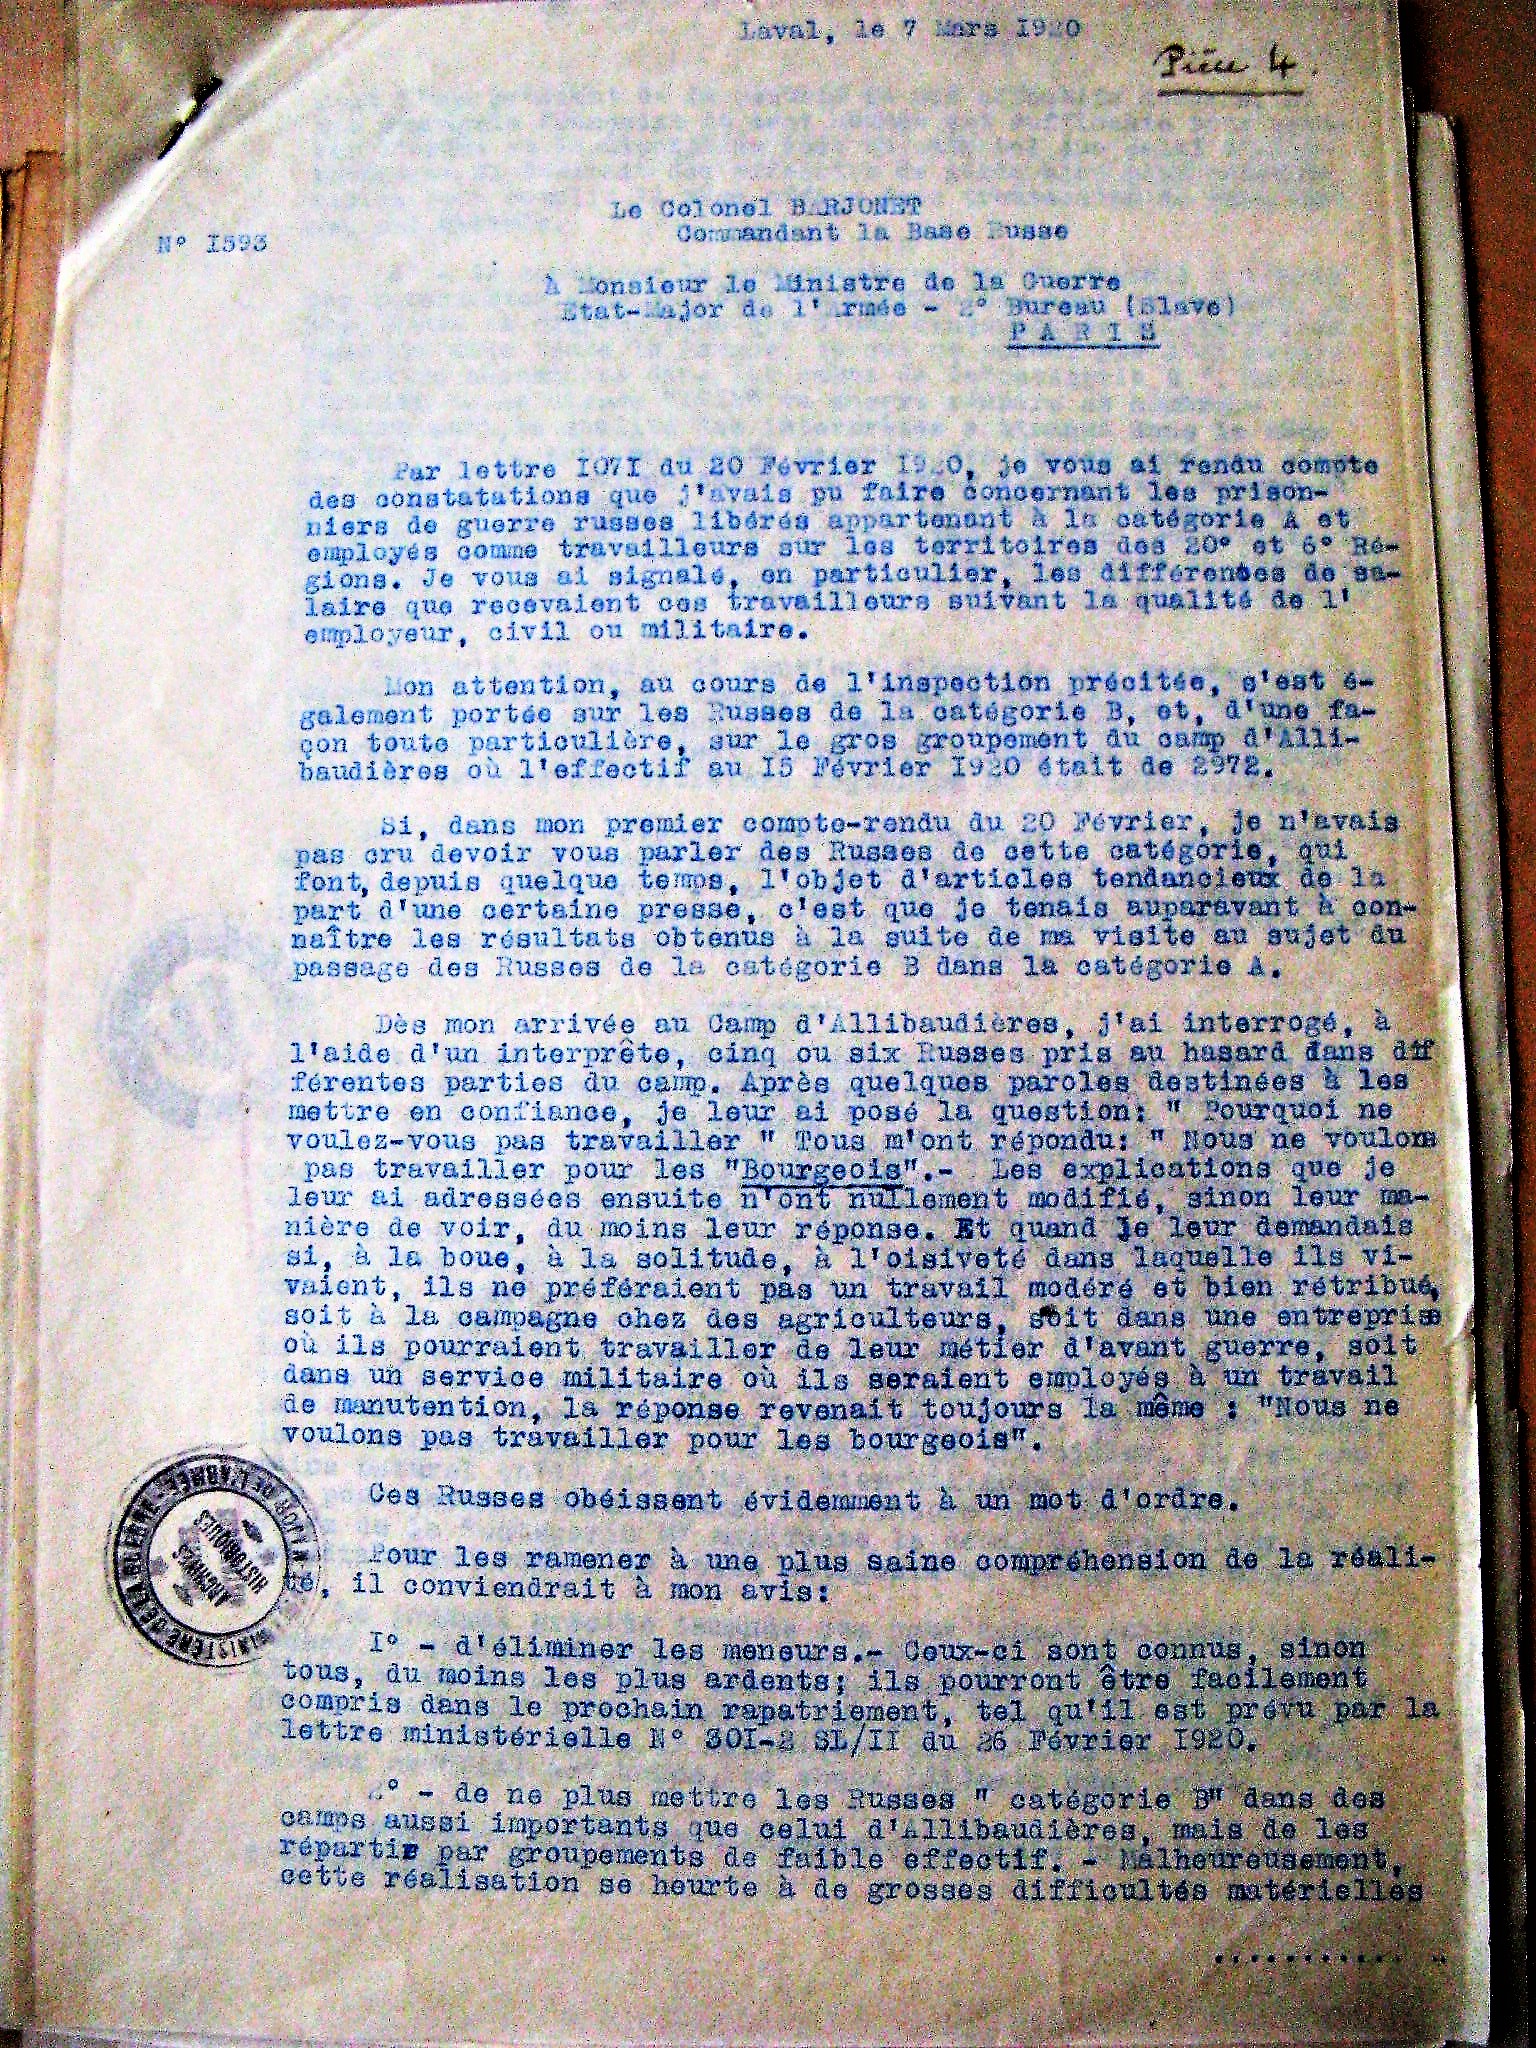 Laval, le 7 Mars 1920
Pièce 4.
Le Colonel BARJONET
Commandant la Base Russe
N° I593
à Monsieur le Ministre de la Guerre
Etat-Major de l'Armée - 2° Bureau (Slave)
P A R I S
Par lettre I07I du 20 Février 1920, je vous ai rendu compte
des constatations que j'avais pu faire concernant les prison-
niers de guerre russes libérés appartenant à la catégorie A et
employés comme travailleurs sur les territoires des 20° et 6° Ré-
gions. Je vous ai signalé, en particulier, les différences de sa-
laire que recevaient ces travailleurs suivant la qualité de l'
employeur, civil ou militaire.
Mon attention, au cours de l'inspection précitée, s'est é-
galement portée sur les Russes de la catégorie B, et, d'une fa-
çon toute particulière, sur le gros groupement du camp d'Alli-
baudières où l'effectif au I5 Février I920 était de 2972.
Si, dans mon premier compte-rendu du 20 Février, je n'avais
pas cru devoir vous parler des Russes de cette catégorie, qui
font, depuis quelque temps, l'objet d'articles tendancieux de la
part d'une certaine presse, c'est que je tenais auparavant à con-
naître les résultats obtenus à la suite de ma visite au sujet du
passage des Russes de la catégorie B dans la catégorie A.
Dès mon arrivée au Camp d'Allibaudières, j'ai interrogé, à
l'aide d'un interprête, cinq ou six Russes pris au hasard dans dif
férentes parties du camp. Après quelques paroles destinées à les
mettre en confiance, je leur ai posé la question: " Pourquoi ne
voulez-vous pas travailler " Tous m'ont répondu: " Nous ne voulons
pas travailler pour les "Bourgeois".- Les explications que je
leur ai adressées ensuite n'ont nullement modifié, sinon leur ma-
nière de voir, du moins leur réponse. Et quand je leur demandais
si, à la boue, à la solitude, à l'oisiveté dans laquelle ils vi-
vaient, ils ne préféraient pas un travail modéré et bien rétribué,
soit à la campagne chez des agriculteurs, soit dans une entreprise
où ils pourraient travailler de leur métier d'avant guerre, soit
dans un service militaire où ils seraient employés à un travail
de manutention, la réponse revenait toujours la même : "Nous ne
voulons pas travailler pour les bourgeois".
Ces Russes obéissent évidemment à un mot d'ordre.
Pour les ramener à une plus saine compréhension de la réali-
té, il conviendrait à mon avis:
I° - d'éliminer les meneurs.- Ceux-ci sont connus, sinon
tous, du moins les plus ardents; ils pourront être facilement
compris dans le prochain rapatriement, tel qu'il est prévu par la
lettre ministérielle N° 30I-2 SL/II du 26 Février I920.
2° - de ne plus mettre les Russes " catégorie B" dans des
camps aussi importants que celui d'Allibaudières, mais de les
répartir par groupements de faible effectif. - Malheureusement,
cette réalisation se heurte à de grosses difficultés matérielles
............
MINISTÈRE DE LA GUERRE - ETAT-MAJOR DE L'ARMÉE
ARCHIVES
HISTORIQUES